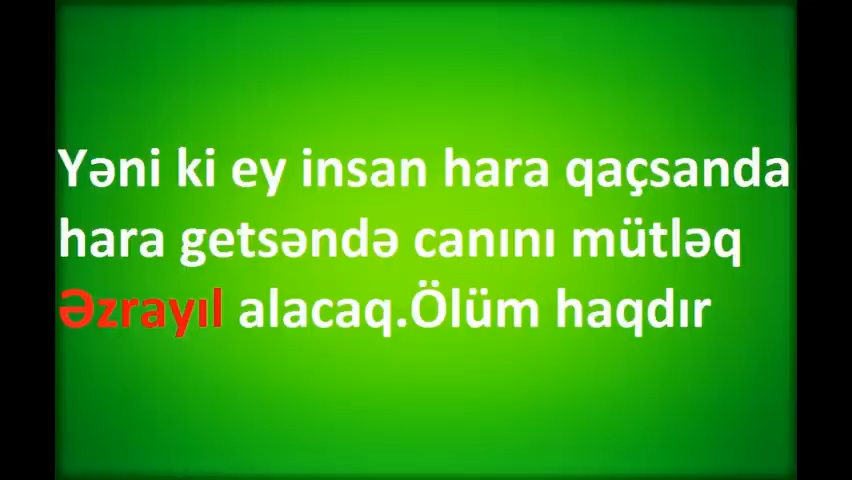 Yəni ki ey insan hara qaçsanda
hara getsəndə canını mütləq
Əzrayıl alacaq.Ölüm haqdır